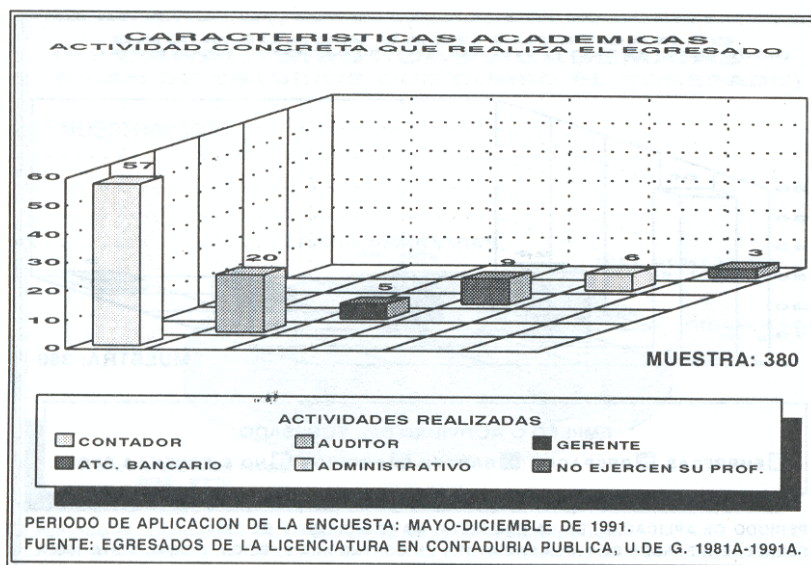 CARACTERISTICAS ACADEMICAS
ACTIVIDAD CONCRETA QUE REALIZA EL EGRESADO
57
60
50
40
30
20
10
0
20
5
9
6
3
MUESTRA: 380
ACTIVIDADES REALIZADAS
CONTADOR AUDITOR GERENTE
ATC. BANCARIO ADMINISTRATIVO NO EJERCEN SU PROF.
PERIODO DE APLICACION DE LA ENCUESTA: MAYO-DICIEMBLE DE 1991.
FUENTE: EGRESADOS DE LA LICENCIATURA EN CONTADURIA PUBLICA, U.DE G. 1981A-1991A.